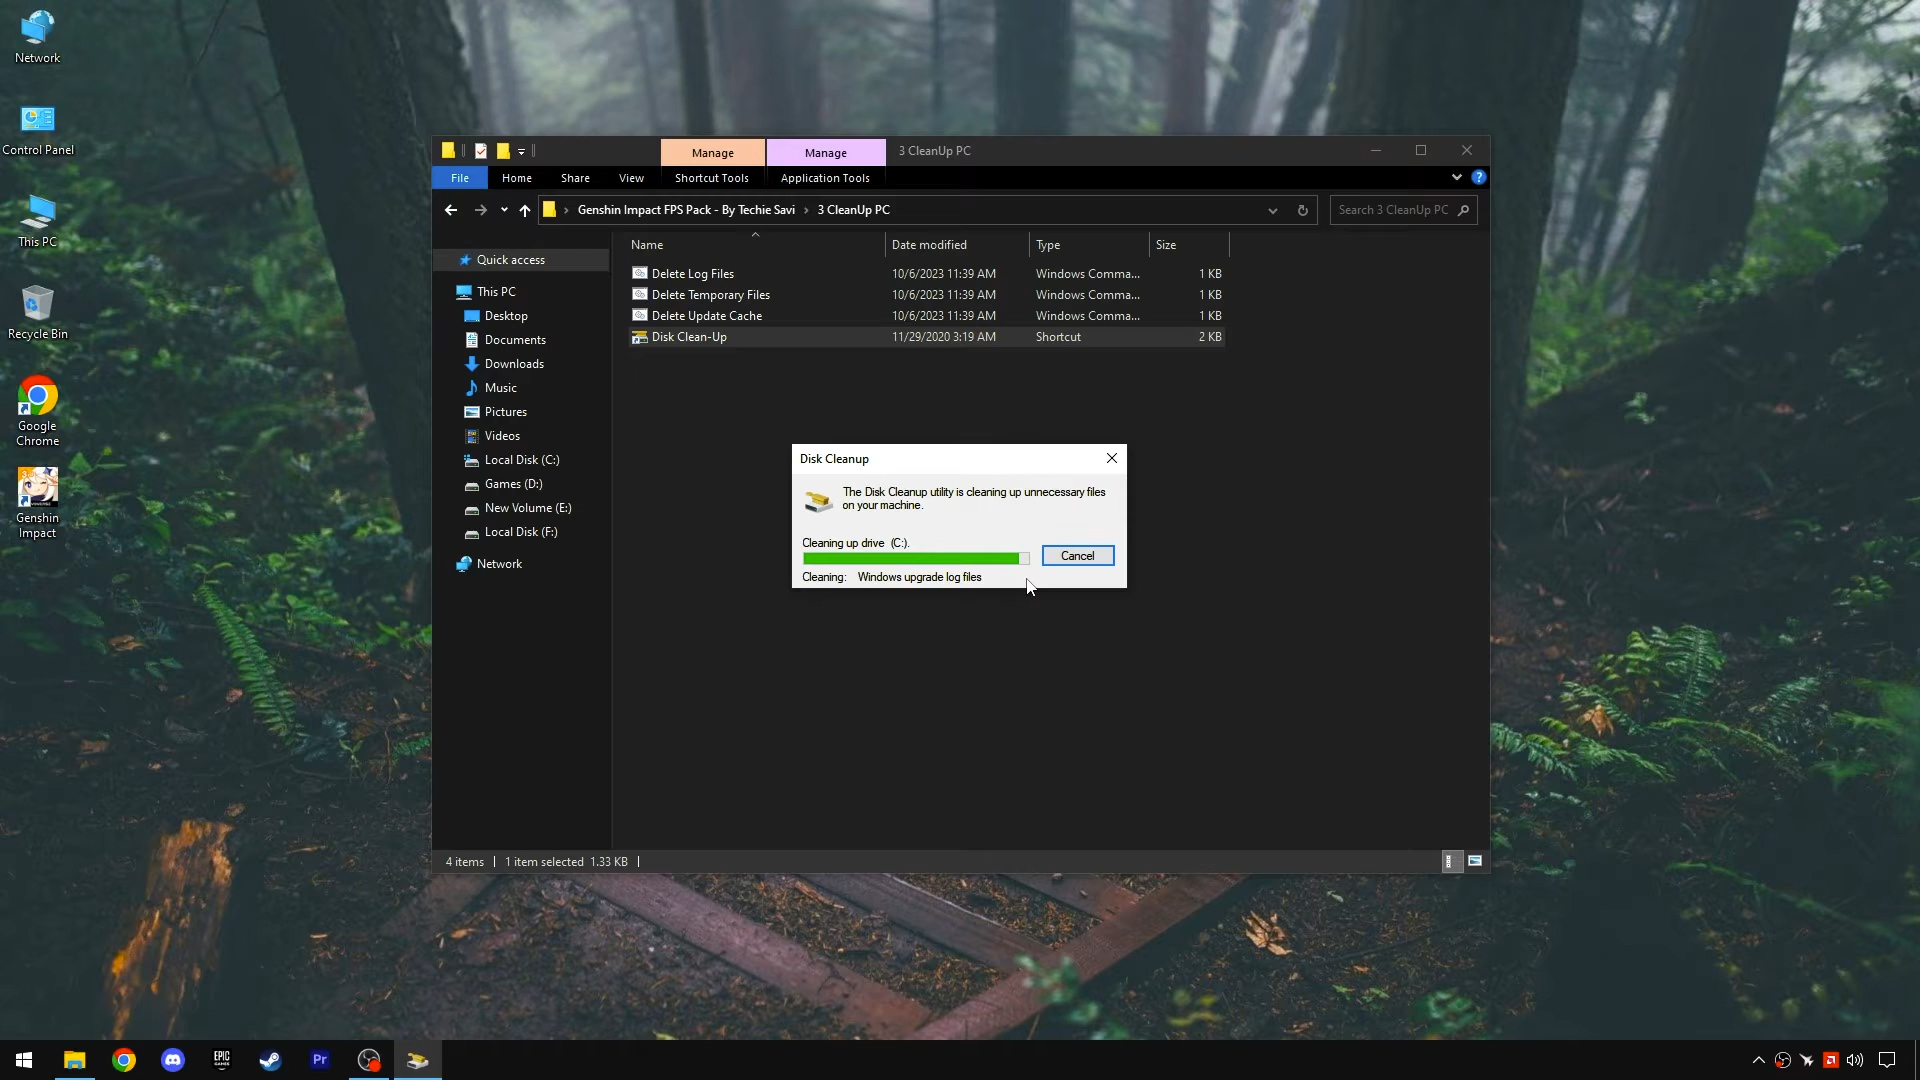 Network
Control Panel
This PC
Recycle Bin
Google
Chrome
Genshin
Impact
Manage
Manage
3 CleanUp PC
File
Home
Share
View
Shortcut Tools
Application Tools
Genshin Impact FPS Pack - By Techie Savi
3 CleanUp PC
Search 3 CleanUp PC
Quick access
This PC
Desktop
Documents
Downloads
Music
Pictures
Videos
Local Disk (C:)
Games (D:)
New Volume (E:)
Local Disk (F:)
Network
Name Date modified Type Size
Delete Log Files 10/6/2023 11:39 AM Windows Comma... 1 KB
Delete Temporary Files 10/6/2023 11:39 AM Windows Comma... 1 KB
Delete Update Cache 10/6/2023 11:39 AM Windows Comma... 1 KB
Disk Clean-Up 11/29/2020 3:19 AM Shortcut 2 KB
Disk Cleanup
The Disk Cleanup utility is cleaning up unnecessary files
on your machine.
Cleaning up drive (C:).
Cancel
Cleaning: Windows upgrade log files
4 items
1 item selected 1.33 KB
EPIC
GAMES
Pr